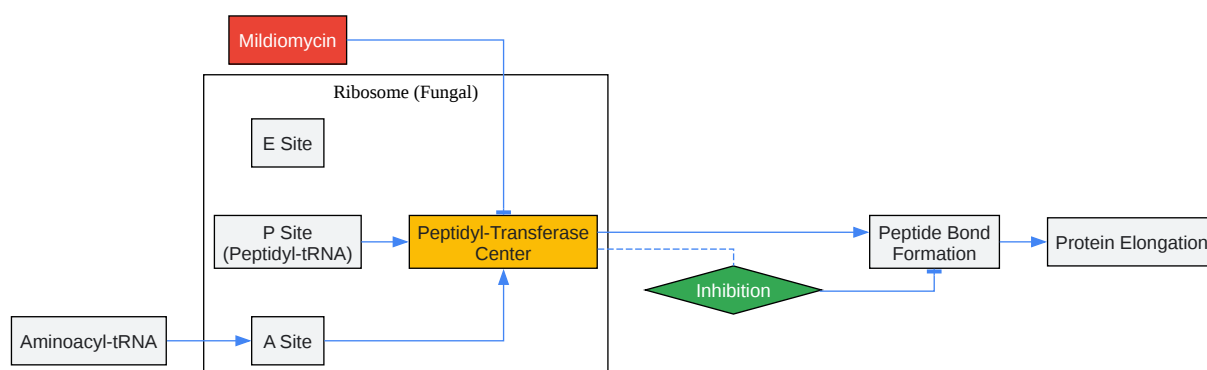 Mildiomycin
Ribosome (Fungal)
E Site
P Site
(Peptidyl-tRNA)
Peptidyl-Transferase
Center
Peptide Bond
Formation
Protein Elongation
Inhibition
Aminoacyl-tRNA
A Site